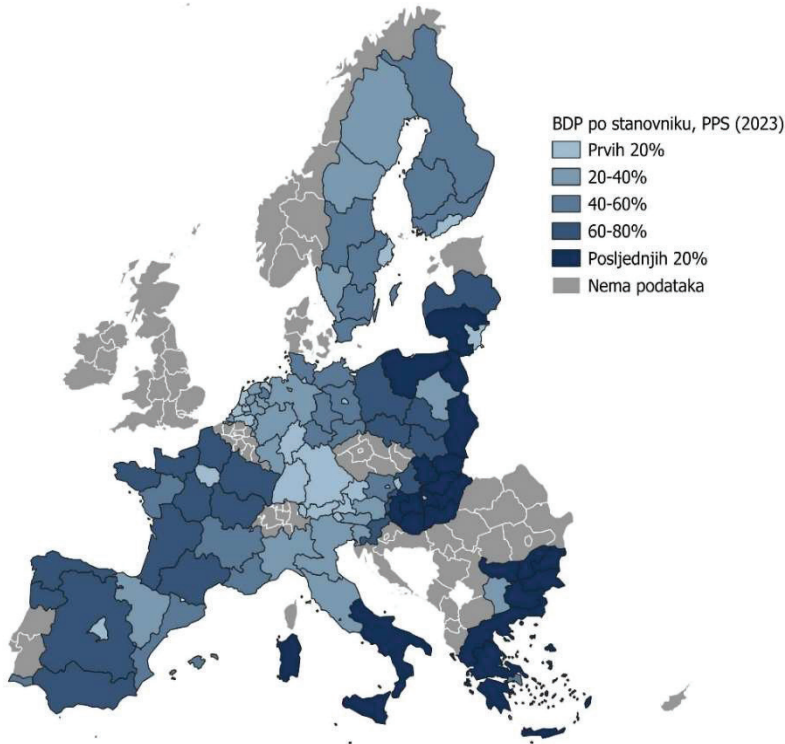 BDP po stanovniku, PPS (2023)
Prvih 20%
20-40%
40-60%
60-80%
Posljednjih 20%
Nema podataka